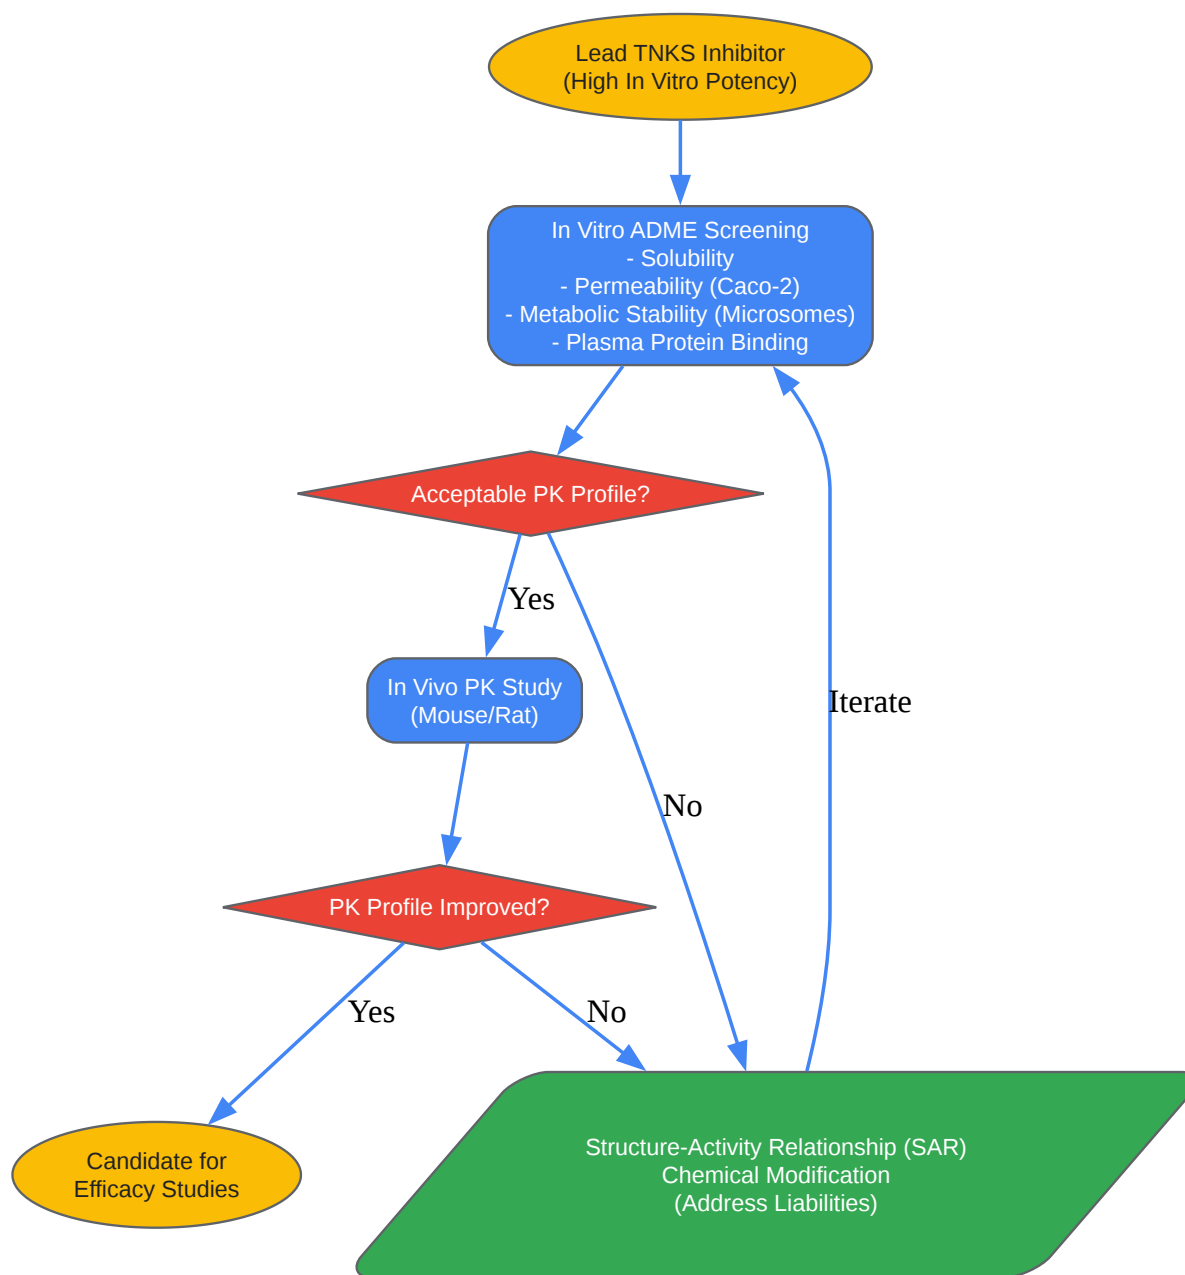 Lead TNKS Inhibitor
(High In Vitro Potency)
In Vitro ADME Screening
- Solubility
- Permeability (Caco-2)
- Metabolic Stability (Microsomes)
- Plasma Protein Binding
Acceptable PK Profile?
Yes
In Vivo PK Study
(Mouse/Rat)
Iterate
No
PK Profile Improved?
Yes
No
Candidate for
Efficacy Studies
Structure-Activity Relationship (SAR)
Chemical Modification
(Address Liabilities)